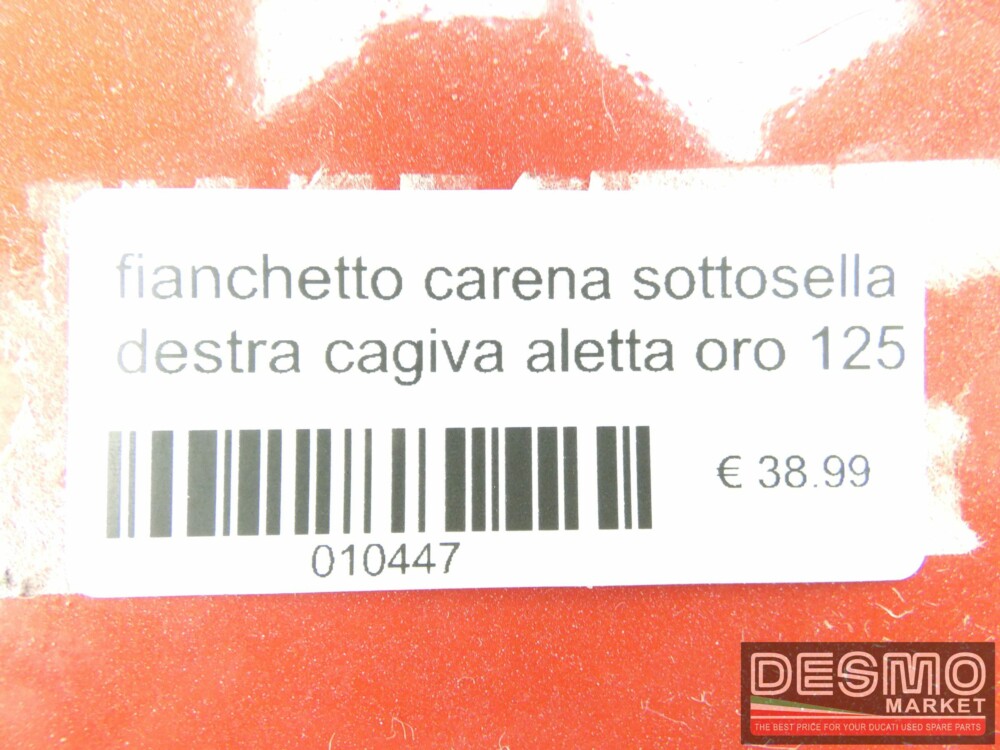 fianchetto carena sottosella
destra cagiva aletta oro 125
€ 38.99
010447
DESMO
MARKET
THE BEST PRICE FOR YOUR DUCATI USED SPARE PARTS